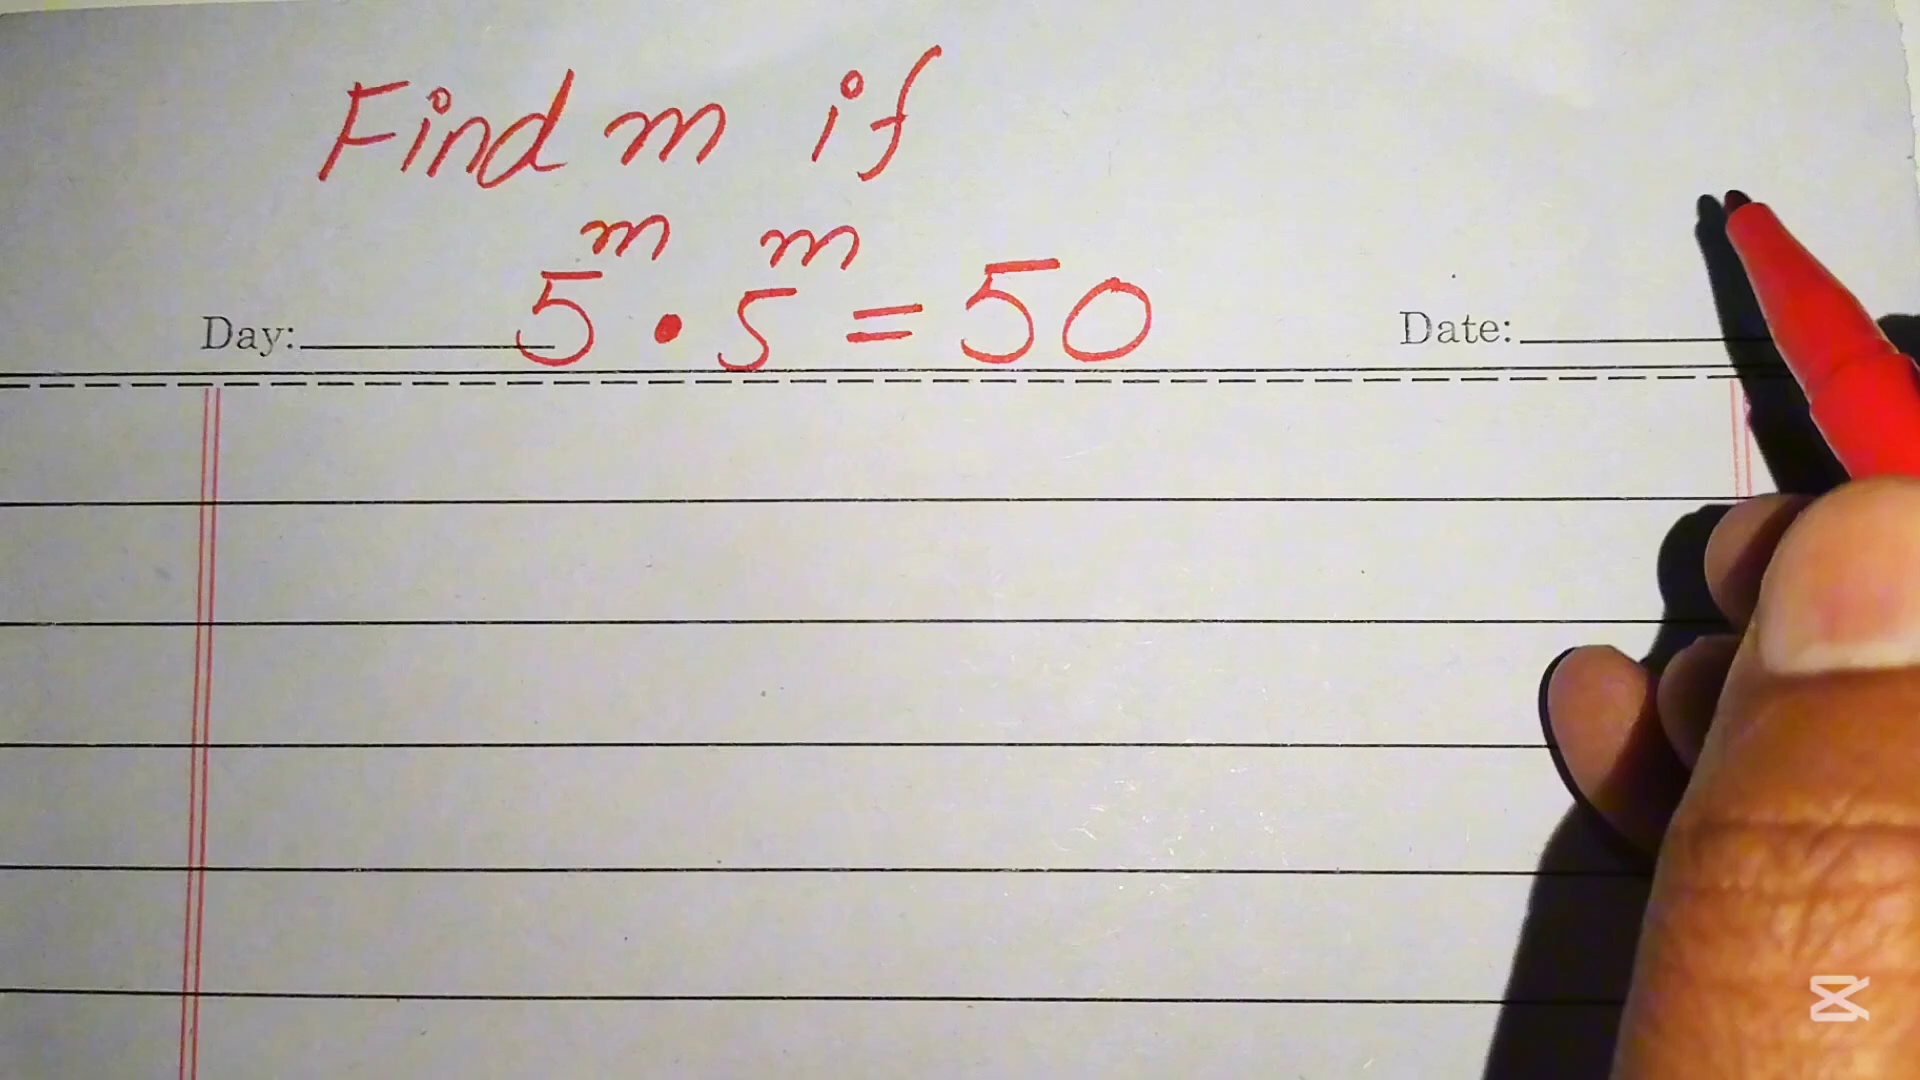 Find m if
5^m • 5^m = 50
Day: Date: